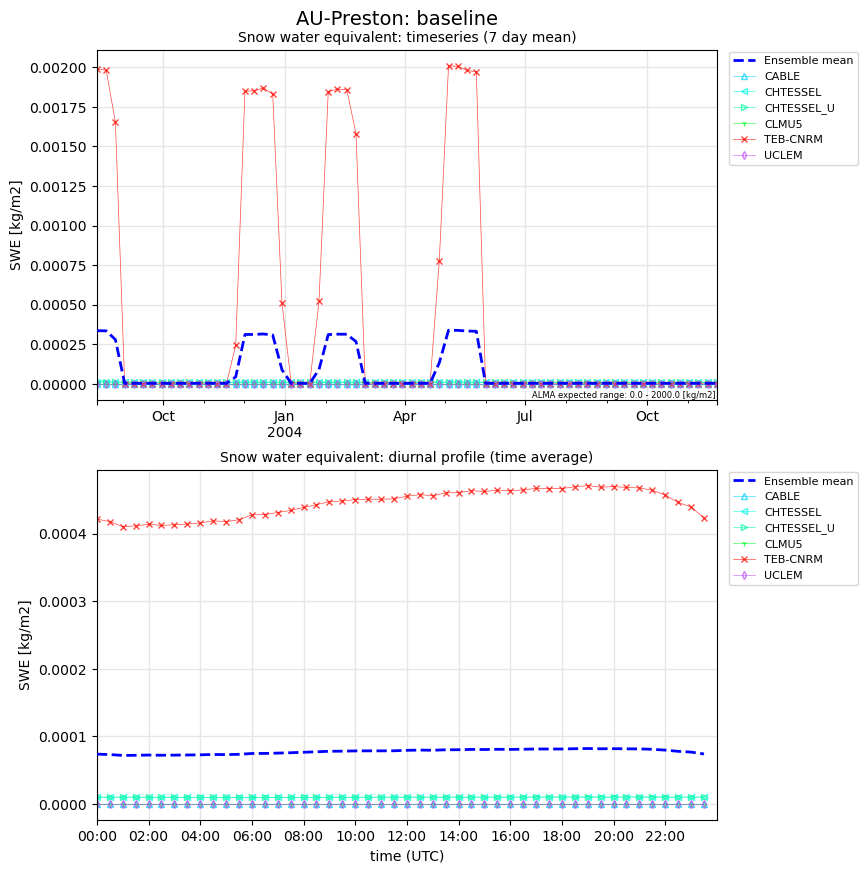 AU-Preston: baseline
Snow water equivalent: timeseries (7 day mean)
SWE [kg/m2]
0.00200
0.00175
0.00150
0.00125
0.00100
0.00075
0.00050
0.00025
0.00000
Oct
Jan
2004
Apr
Jul
Oct
ALMA expected range: 0.0 - 2000.0 [kg/m2]
Ensemble mean
CABLE
CHTESSEL
CHTESSEL_U
CLMU5
TEB-CNRM
UCLEM
Snow water equivalent: diurnal profile (time average)
SWE [kg/m2]
0.0004
0.0003
0.0002
0.0001
0.0000
00:00 02:00 04:00 06:00 08:00 10:00 12:00 14:00 16:00 18:00 20:00 22:00
time (UTC)
Ensemble mean
CABLE
CHTESSEL
CHTESSEL_U
CLMU5
TEB-CNRM
UCLEM